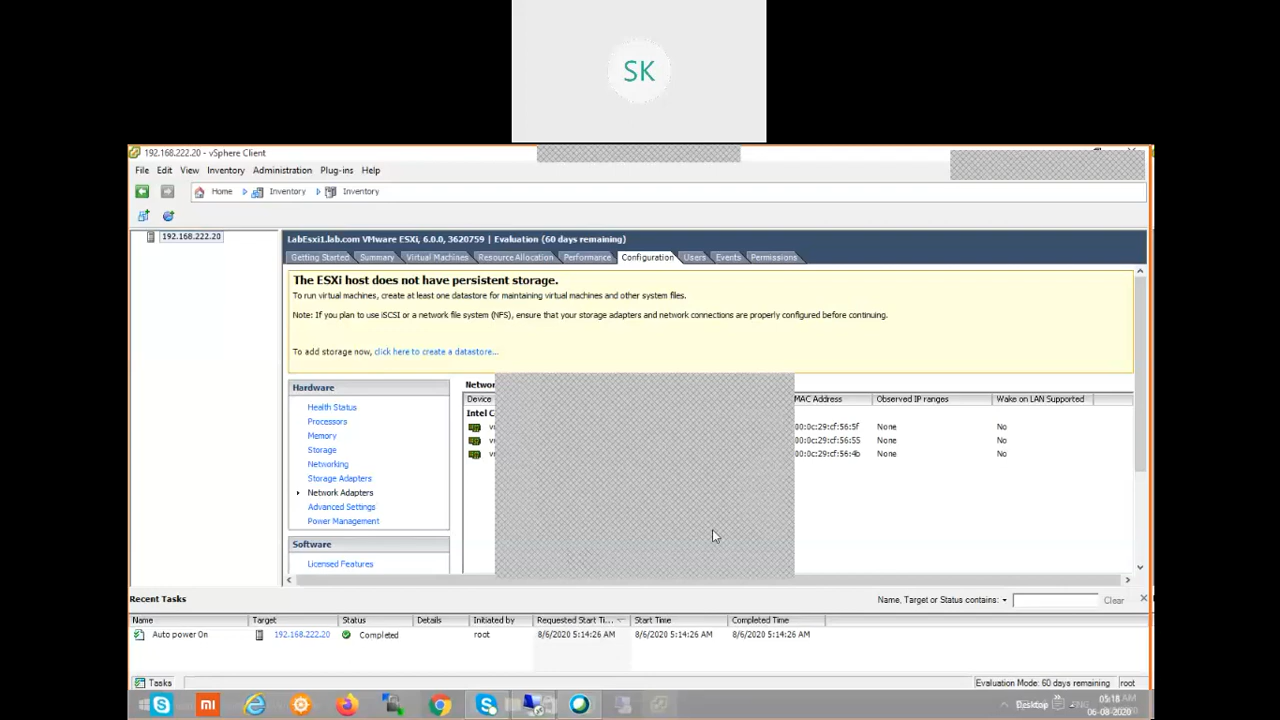 SK
192.168.222.20 - vSphere Client
File Edit View Inventory Administration Plug-ins Help
Home Inventory Inventory
192.168.222.20
LabEsxi1.lab.com VMware ESXi, 6.0.0, 3620759 | Evaluation (60 days remaining)
Getting Started Summary Virtual Machines Resource Allocation Performance Configuration Users Events Permissions
The ESXi host does not have persistent storage.
To run virtual machines, create at least one datastore for maintaining virtual machines and other system files.
Note: If you plan to use iSCSI or a network file system (NFS), ensure that your storage adapters and network connections are properly configured before continuing.
To add storage now, click here to create a datastore...
Hardware
Health Status
Processors
Memory
Storage
Networking
Storage Adapters
Network Adapters
Advanced Settings
Power Management
Software
Licensed Features
Device MAC Address Observed IP ranges Wake on LAN Supported
00:0c:29:cf:56:5f None No
00:0c:29:cf:56:55 None No
00:0c:29:cf:56:4b None No
Recent Tasks
Name, Target or Status contains: Clear
Name Target Status Details Initiated by Requested Start Ti... Start Time Completed Time
Auto power On 192.168.222.20 Completed root 8/6/2020 5:14:26 AM 8/6/2020 5:14:26 AM 8/6/2020 5:14:26 AM
Tasks Evaluation Mode: 60 days remaining root
mi Desktop ENG 05:18 AM
06-08-2020